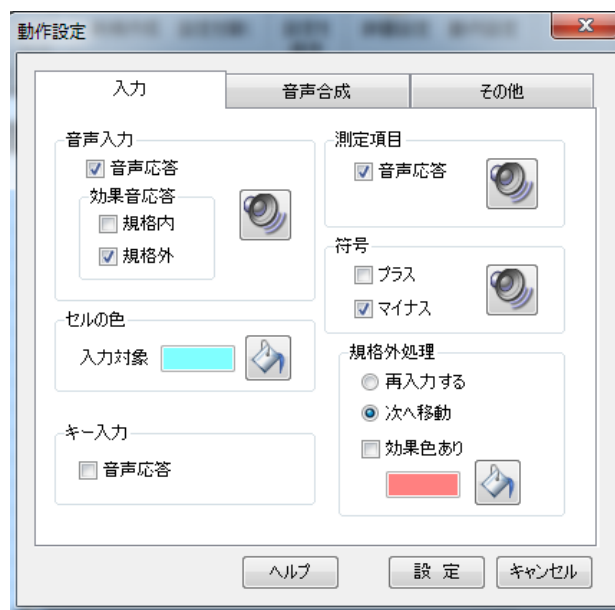 動作設定
入力
音声合成
その他
音声入力
音声応答
効果音応答
規格内
規格外
セルの色
入力対象
キー入力
音声応答
測定項目
音声応答
符号
プラス
マイナス
規格外処理
再入力する
次へ移動
効果色あり
ヘルプ
設 定
キャンセル